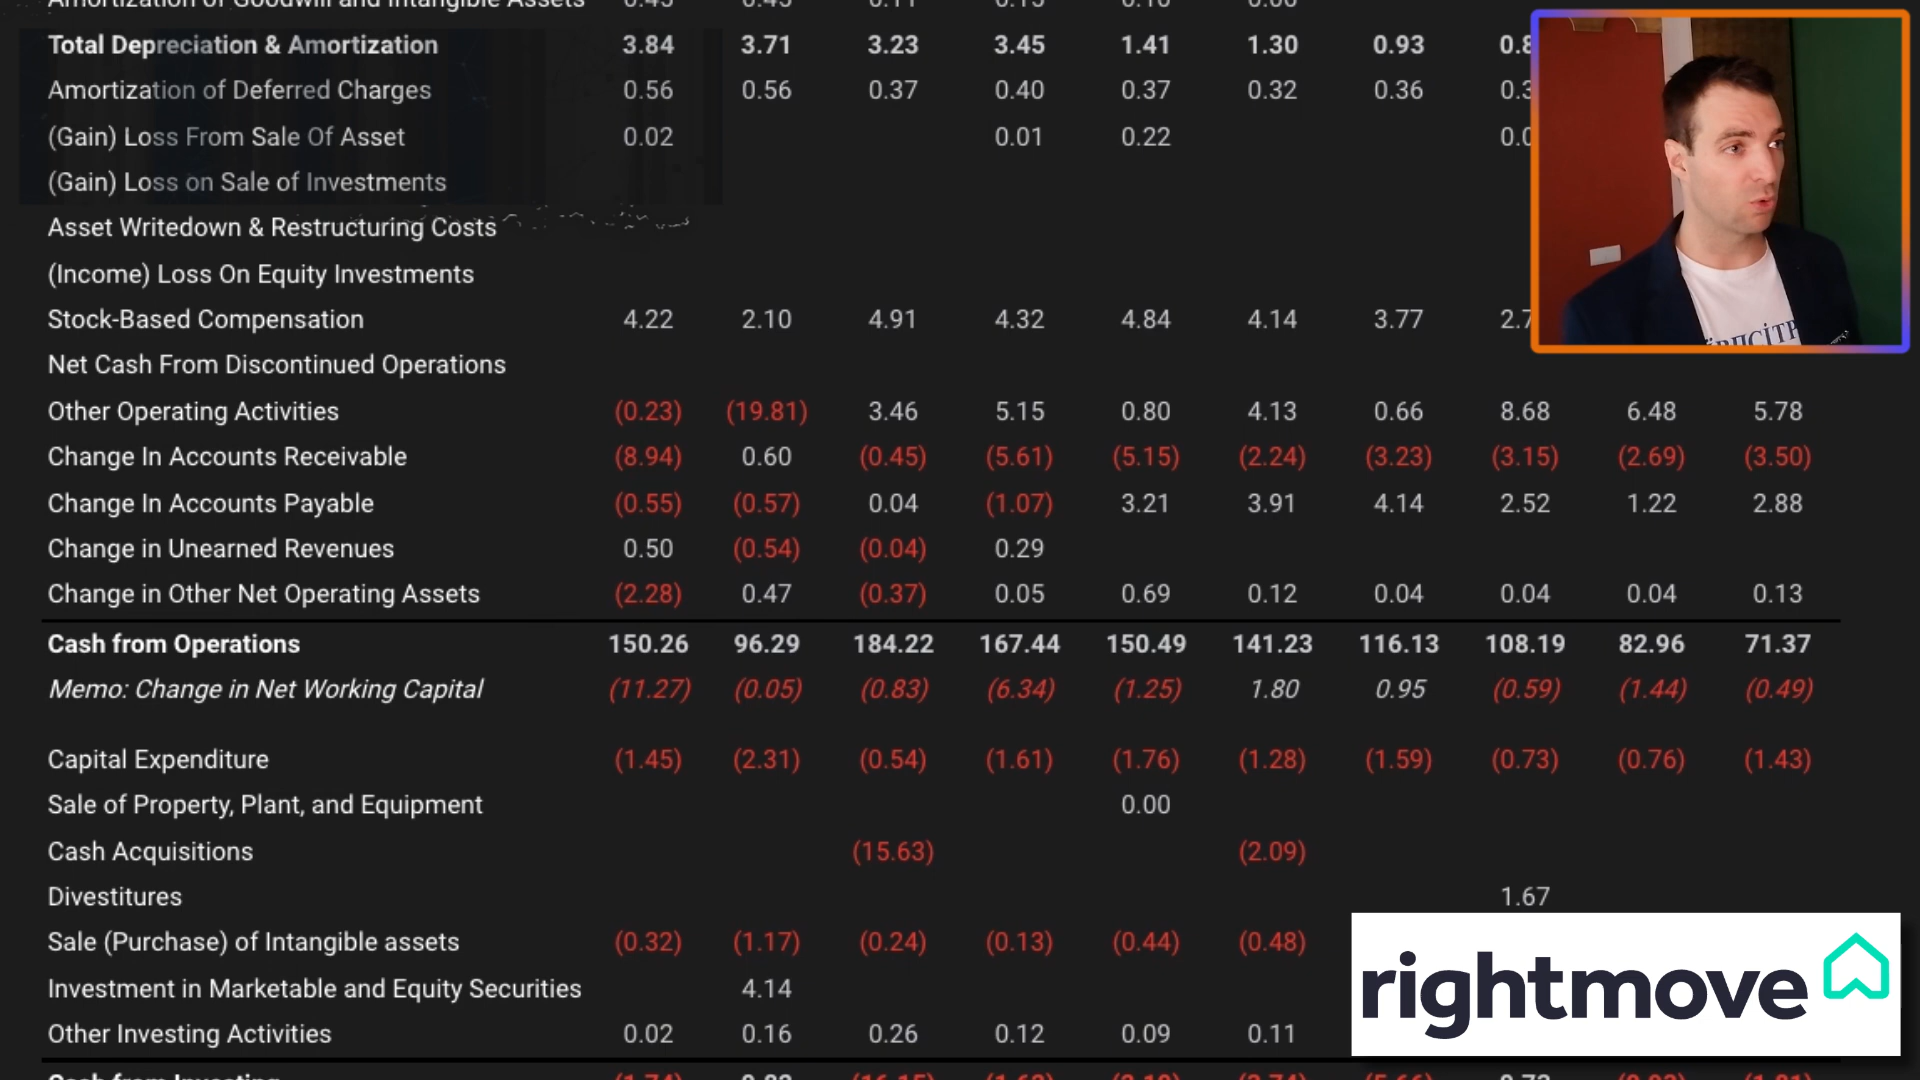 Amortization of Goodwill and Intangible Assets
Total Depreciation & Amortization 3.84 3.71 3.23 3.45 1.41 1.30 0.93
Amortization of Deferred Charges 0.56 0.56 0.37 0.40 0.37 0.32 0.36
(Gain) Loss From Sale Of Asset 0.02 0.01 0.22
(Gain) Loss on Sale of Investments
Asset Writedown & Restructuring Costs
(Income) Loss On Equity Investments
Stock-Based Compensation 4.22 2.10 4.91 4.32 4.84 4.14 3.77
Net Cash From Discontinued Operations
Other Operating Activities (0.23) (19.81) 3.46 5.15 0.80 4.13 0.66 8.68 6.48 5.78
Change In Accounts Receivable (8.94) 0.60 (0.45) (5.61) (5.15) (2.24) (3.23) (3.15) (2.69) (3.50)
Change In Accounts Payable (0.55) (0.57) 0.04 (1.07) 3.21 3.91 4.14 2.52 1.22 2.88
Change in Unearned Revenues 0.50 (0.54) (0.04) 0.29
Change in Other Net Operating Assets (2.28) 0.47 (0.37) 0.05 0.69 0.12 0.04 0.04 0.04 0.13
Cash from Operations 150.26 96.29 184.22 167.44 150.49 141.23 116.13 108.19 82.96 71.37
Memo: Change in Net Working Capital (11.27) (0.05) (0.83) (6.34) (1.25) 1.80 0.95 (0.59) (1.44) (0.49)
Capital Expenditure (1.45) (2.31) (0.54) (1.61) (1.76) (1.28) (1.59) (0.73) (0.76) (1.43)
Sale of Property, Plant, and Equipment 0.00
Cash Acquisitions (15.63) (2.09)
Divestitures 1.67
Sale (Purchase) of Intangible assets (0.32) (1.17) (0.24) (0.13) (0.44) (0.48)
Investment in Marketable and Equity Securities 4.14
Other Investing Activities 0.02 0.16 0.26 0.12 0.09 0.11
rightmove
Cash from Investing